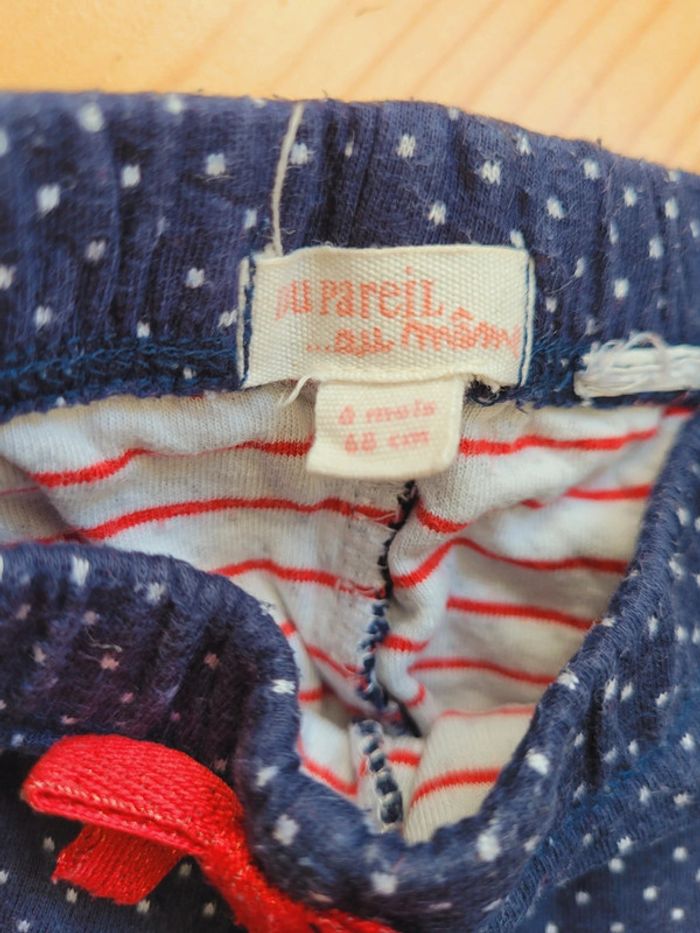 DU PAREIL
...au même
6 mois
68 cm